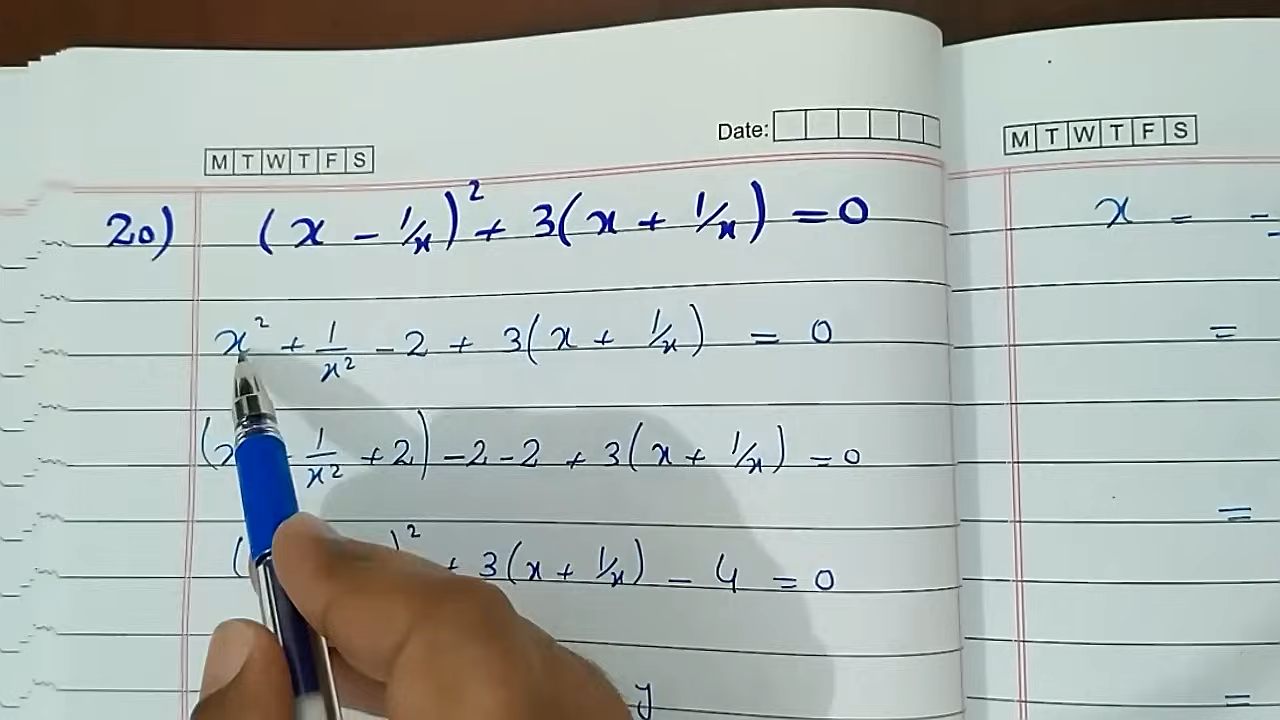 Date:
M T W T F S
20) (x - 1/x)² + 3(x + 1/x) = 0
x² + 1/x² - 2 + 3(x + 1/x) = 0
(x 1/x² + 2) - 2 - 2 + 3(x + 1/x) = 0
( )² + 3(x + 1/x) - 4 = 0
y
M T W T F S
x = -
=
=
=